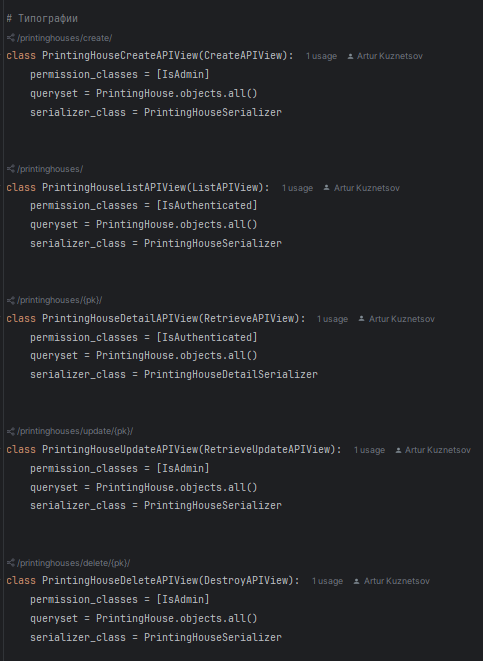 # Типографии
/printinghouses/create/
class PrintingHouseCreateAPIView(CreateAPIView): 1 usage Artur Kuznetsov
permission_classes = [IsAdmin]
queryset = PrintingHouse.objects.all()
serializer_class = PrintingHouseSerializer
/printinghouses/
class PrintingHouseListAPIView(ListAPIView): 1 usage Artur Kuznetsov
permission_classes = [IsAuthenticated]
queryset = PrintingHouse.objects.all()
serializer_class = PrintingHouseSerializer
/printinghouses/{pk}/
class PrintingHouseDetailAPIView(RetrieveAPIView): 1 usage Artur Kuznetsov
permission_classes = [IsAuthenticated]
queryset = PrintingHouse.objects.all()
serializer_class = PrintingHouseDetailSerializer
/printinghouses/update/{pk}/
class PrintingHouseUpdateAPIView(RetrieveUpdateAPIView): 1 usage Artur Kuznetsov
permission_classes = [IsAdmin]
queryset = PrintingHouse.objects.all()
serializer_class = PrintingHouseSerializer
/printinghouses/delete/{pk}/
class PrintingHouseDeleteAPIView(DestroyAPIView): 1 usage Artur Kuznetsov
permission_classes = [IsAdmin]
queryset = PrintingHouse.objects.all()
serializer_class = PrintingHouseSerializer